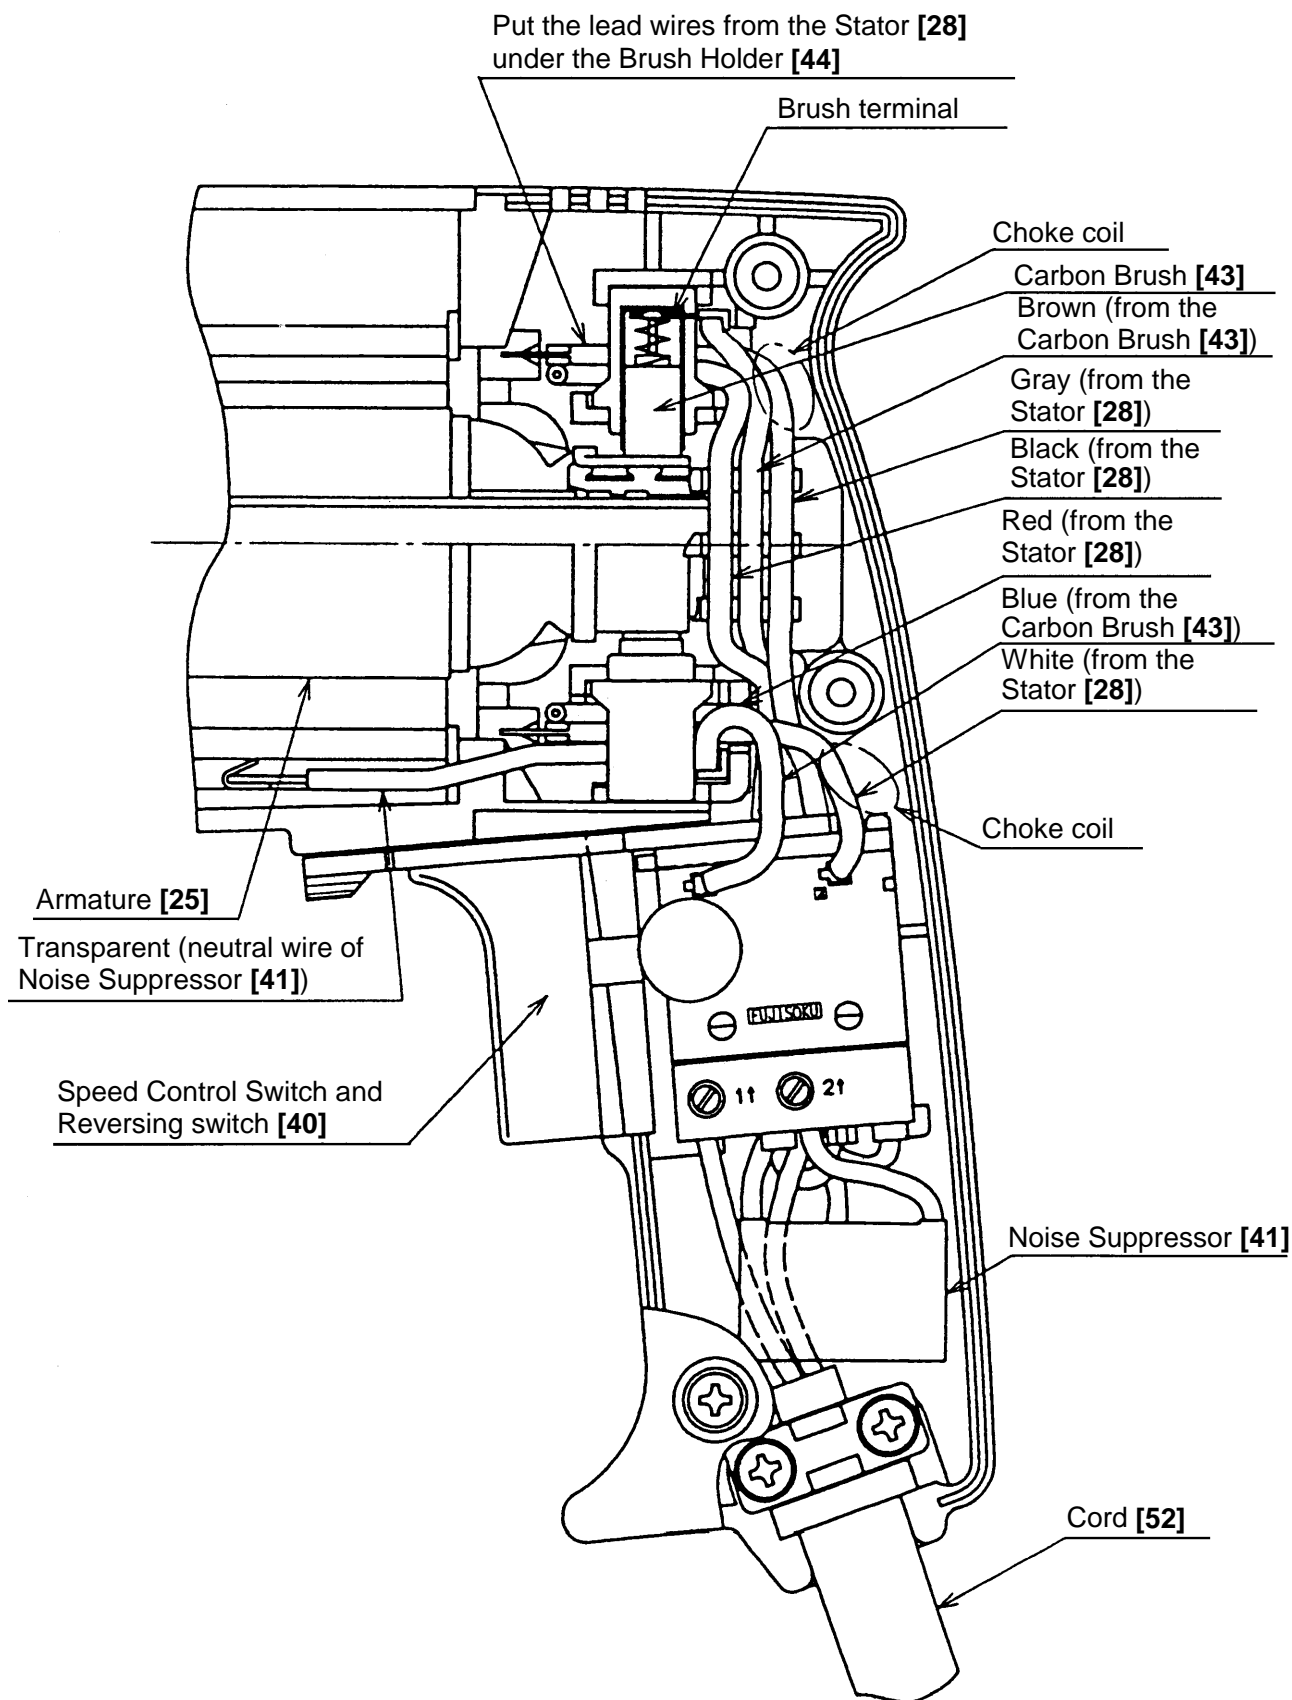 Put the lead wires from the Stator [28]
under the Brush Holder [44]
Brush terminal
Choke coil
Carbon Brush [43]
Brown (from the
Carbon Brush [43])
Gray (from the
Stator [28])
Black (from the
Stator [28])
Red (from the
Stator [28])
Blue (from the
Carbon Brush [43])
White (from the
Stator [28])
Choke coil
Armature [25]
Transparent (neutral wire of
Noise Suppressor [41])
FUJISOKU
Speed Control Switch and
Reversing switch [40]
1↑ 2↑
Noise Suppressor [41]
Cord [52]